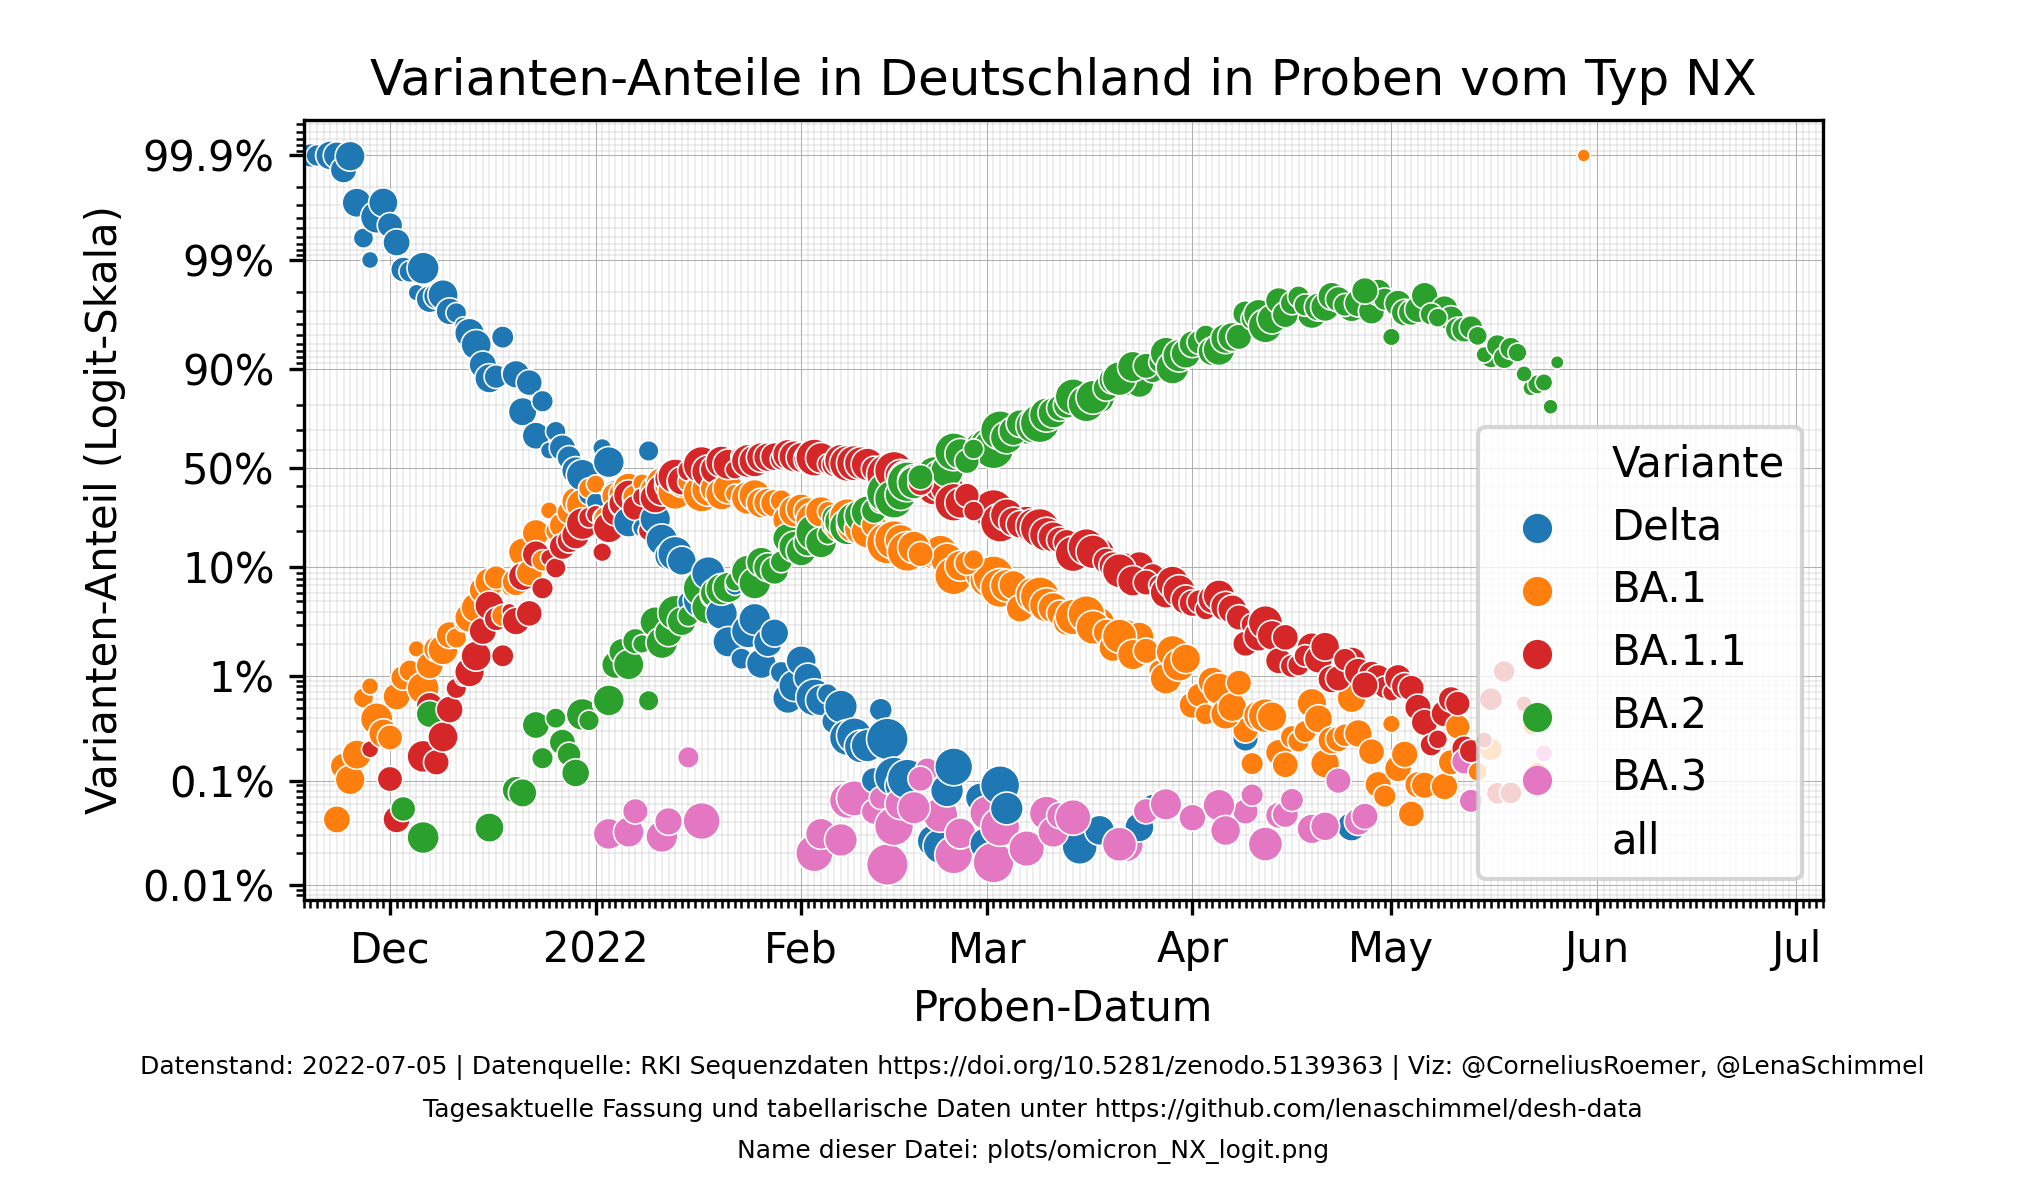 Varianten-Anteile in Deutschland in Proben vom Typ NX
Varianten-Anteil (Logit-Skala)
99.9%
99%
90%
50%
10%
1%
0.1%
0.01%
Variante
Delta
BA.1
BA.1.1
BA.2
BA.3
all
Dec
2022
Feb
Mar
Apr
May
Jun
Jul
Proben-Datum
Datenstand: 2022-07-05 | Datenquelle: RKI Sequenzdaten https://doi.org/10.5281/zenodo.5139363 | Viz: @CorneliusRoemer, @LenaSchimmel
Tagesaktuelle Fassung und tabellarische Daten unter https://github.com/lenaschimmel/desh-data
Name dieser Datei: plots/omicron_NX_logit.png